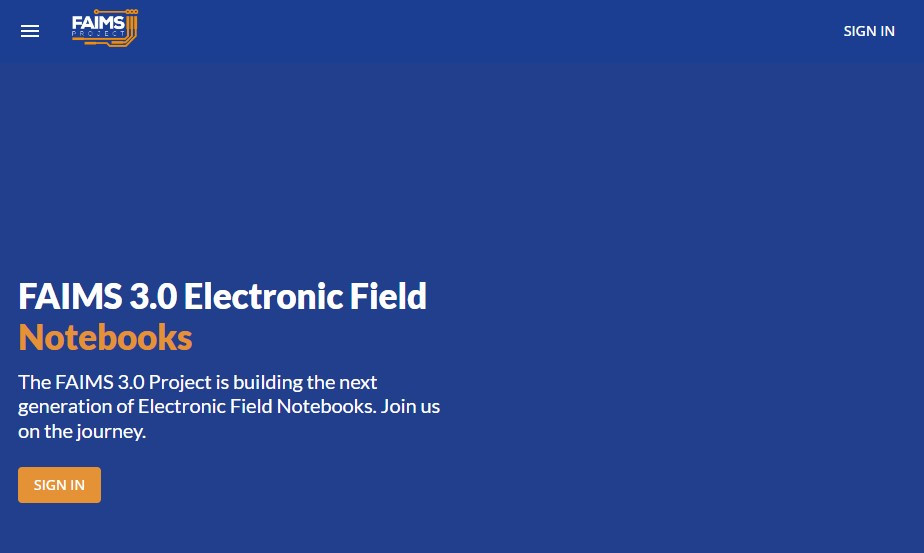 FAIMS
PROJECT
SIGN IN
FAIMS 3.0 Electronic Field
Notebooks
The FAIMS 3.0 Project is building the next
generation of Electronic Field Notebooks. Join us
on the journey.
SIGN IN